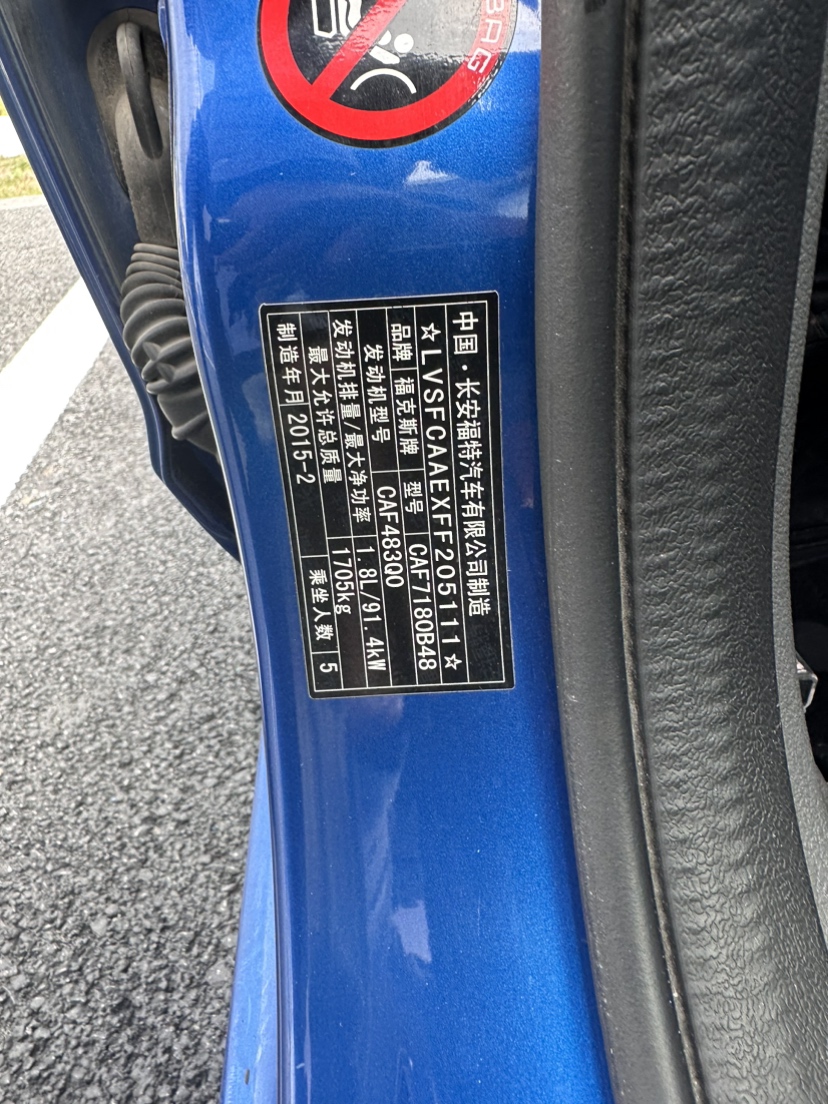 BAG
中国·长安福特汽车有限公司制造
☆LVSFCAAEXFF205111☆
品牌 福克斯牌 型号 CAF7180B48
发动机型号 CAF483Q0
发动机排量/最大净功率 1.8L/91.4kW
最大允许总质量 1705kg
制造年月 2015-2 乘坐人数 5